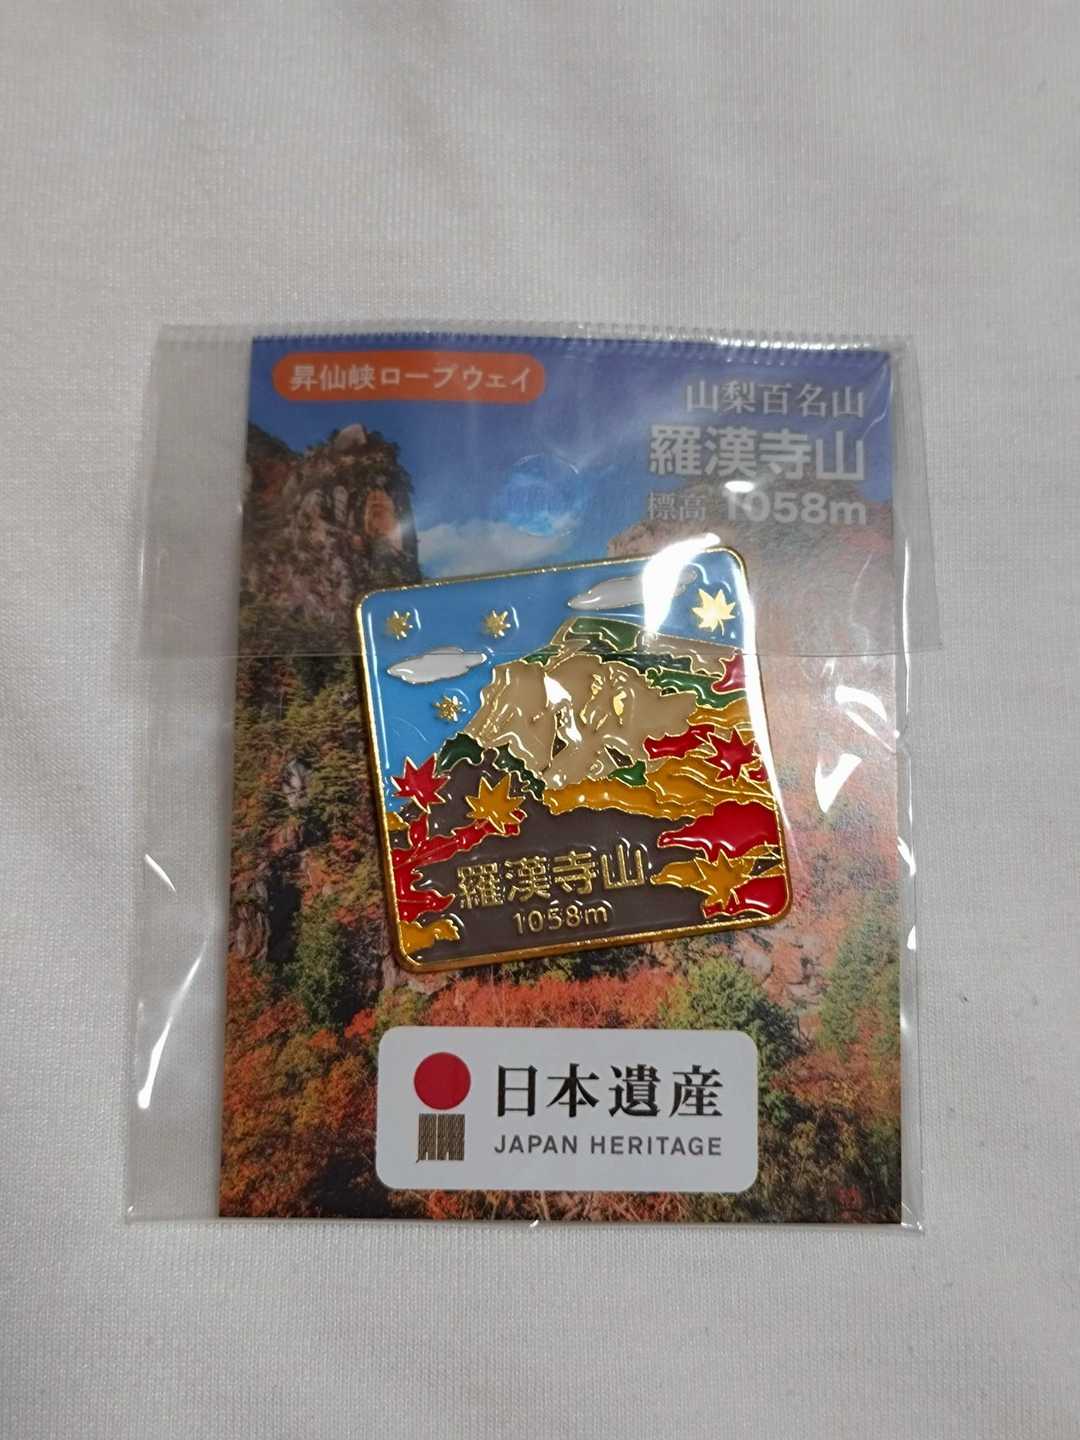 昇仙峡ロープウェイ
山梨百名山
羅漢寺山
標高 1058m
羅漢寺山
1058m
日本遺産
JAPAN HERITAGE